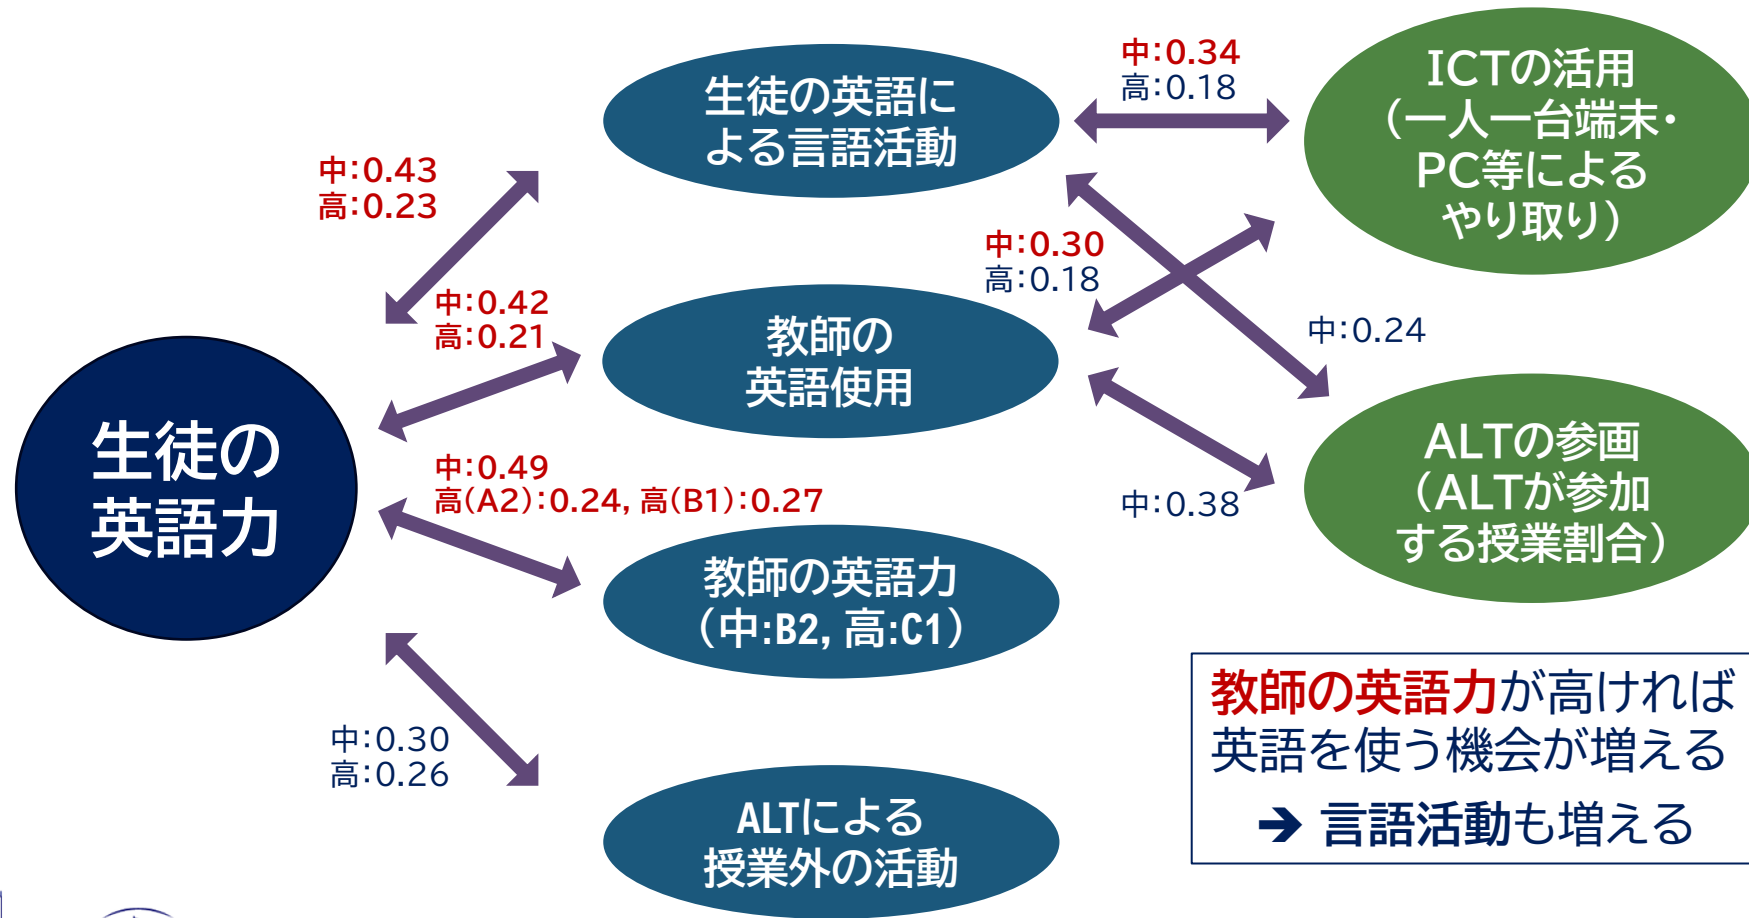 生徒の
英語力
中:0.43
高:0.23
中:0.42
高:0.21
中:0.49
高(A2):0.24, 高(B1):0.27
中:0.30
高:0.26
生徒の英語に
よる言語活動
教師の
英語使用
教師の英語力
(中:B2, 高:C1)
ALTによる
授業外の活動
中:0.34
高:0.18
中:0.30
高:0.18
中:0.24
中:0.38
ICTの活用
(一人一台端末・
PC等による
やり取り)
ALTの参画
(ALTが参加
する授業割合)
教師の英語力が高ければ
英語を使う機会が増える
➔ 言語活動も増える